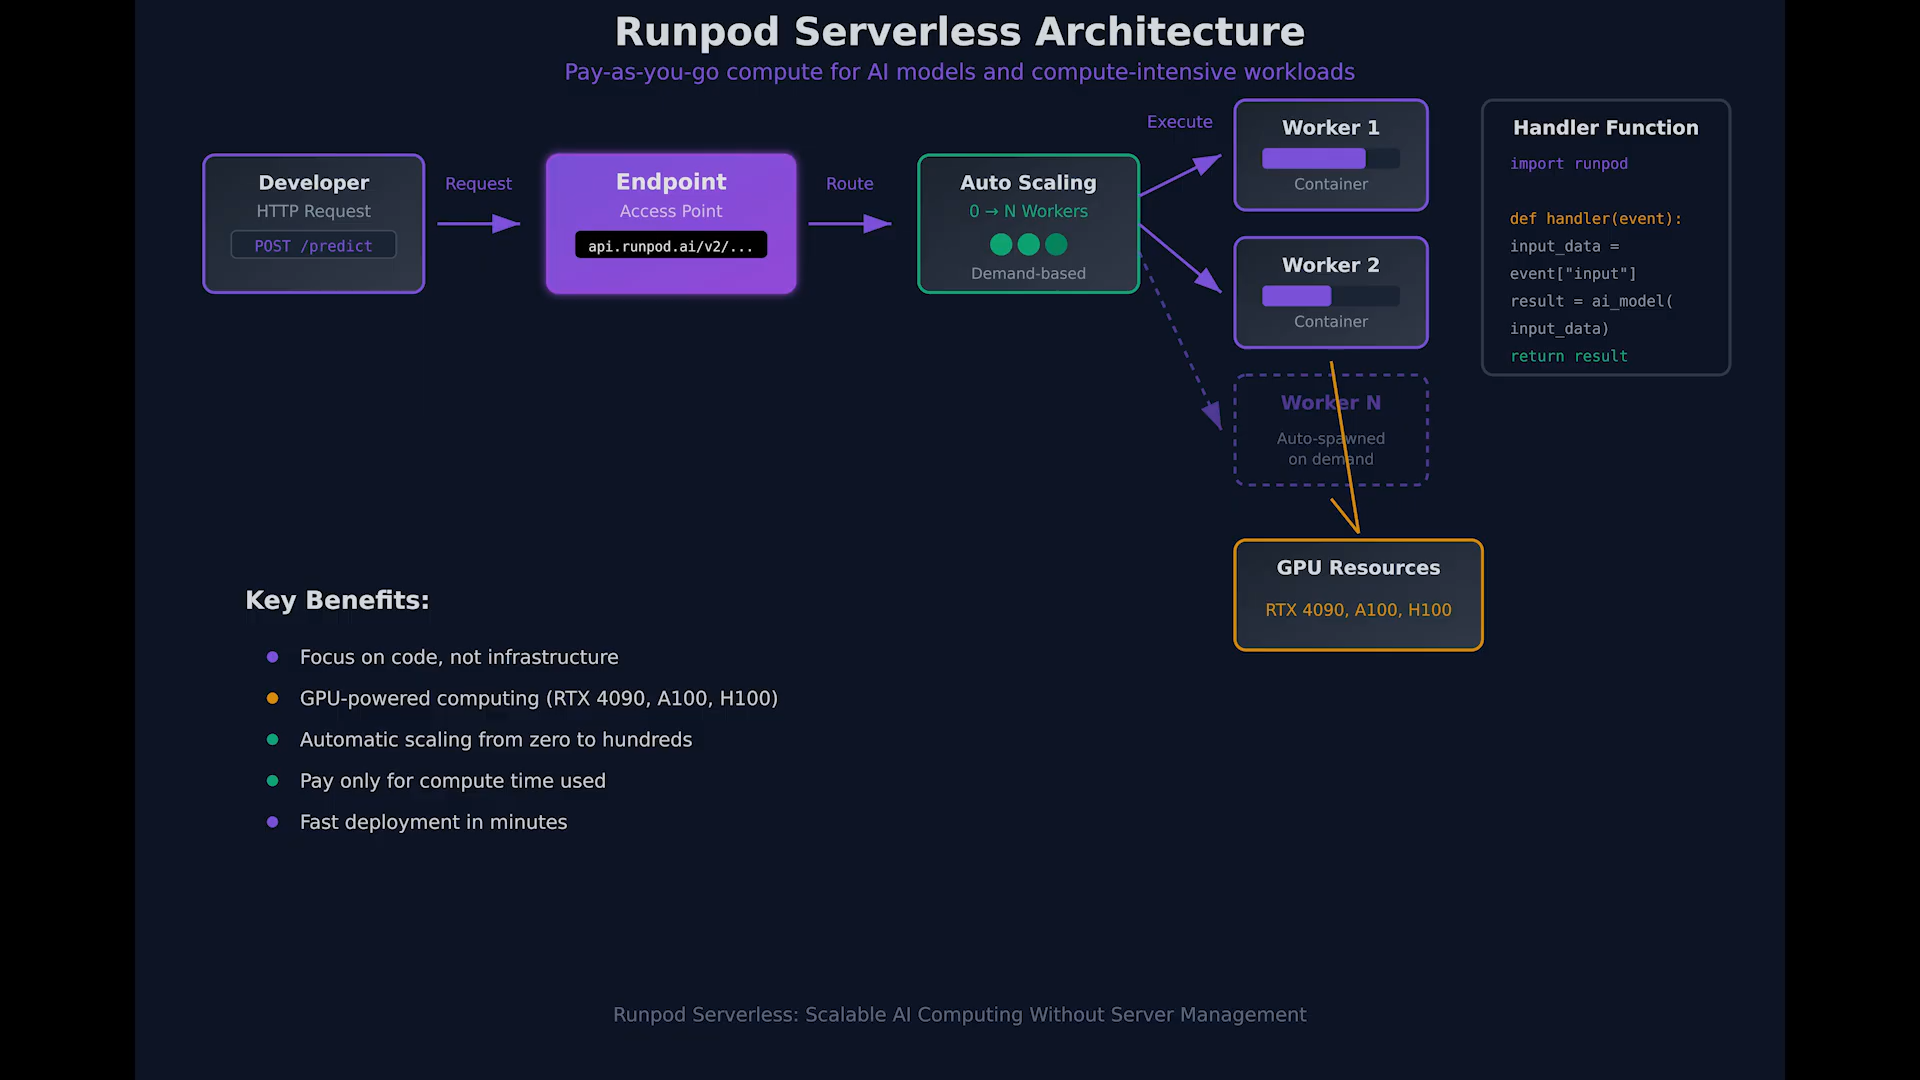 Runpod Serverless Architecture
Pay-as-you-go compute for AI models and compute-intensive workloads
Developer
HTTP Request
POST /predict
Request
Endpoint
Access Point
api.runpod.ai/v2/...
Route
Auto Scaling
0 → N Workers
Demand-based
Execute
Worker 1
Container
Worker 2
Container
Worker N
Auto-spawned
on demand
GPU Resources
RTX 4090, A100, H100
Handler Function
import runpod
def handler(event):
input_data =
event["input"]
result = ai_model(
input_data)
return result
Key Benefits:
Focus on code, not infrastructure
GPU-powered computing (RTX 4090, A100, H100)
Automatic scaling from zero to hundreds
Pay only for compute time used
Fast deployment in minutes
Runpod Serverless: Scalable AI Computing Without Server Management